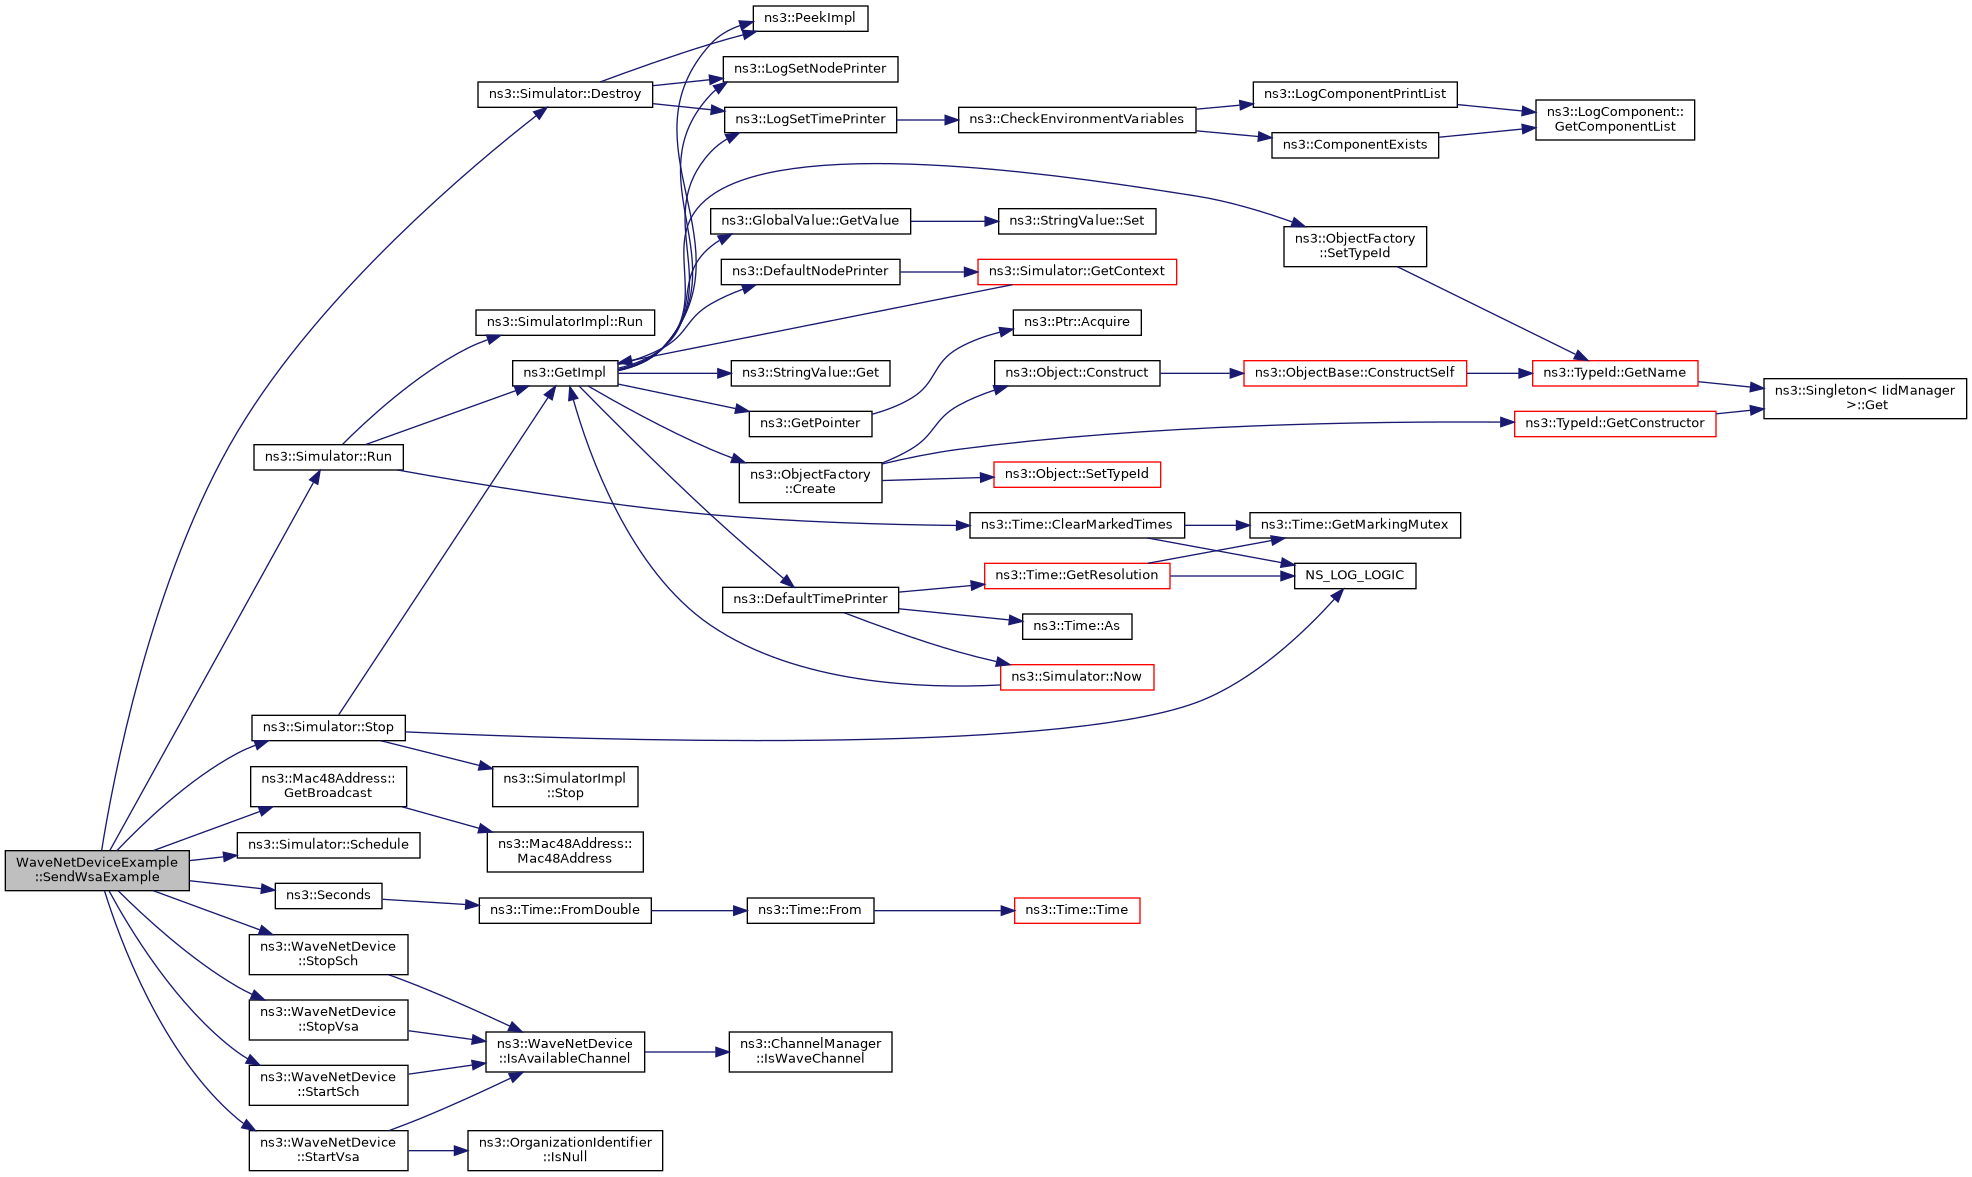 ns3::PeekImpl
ns3::LogSetNodePrinter
ns3::Simulator::Destroy
ns3::LogSetTimePrinter
ns3::CheckEnvironmentVariables
ns3::LogComponentPrintList
ns3::LogComponent::
GetComponentList
ns3::ComponentExists
ns3::GlobalValue::GetValue
ns3::StringValue::Set
ns3::ObjectFactory
::SetTypeId
ns3::DefaultNodePrinter
ns3::Simulator::GetContext
ns3::SimulatorImpl::Run
ns3::Ptr::Acquire
ns3::GetImpl
ns3::StringValue::Get
ns3::Object::Construct
ns3::ObjectBase::ConstructSelf
ns3::TypeId::GetName
ns3::Singleton< IidManager
>::Get
ns3::GetPointer
ns3::TypeId::GetConstructor
ns3::Simulator::Run
ns3::ObjectFactory
::Create
ns3::Object::SetTypeId
ns3::Time::ClearMarkedTimes
ns3::Time::GetMarkingMutex
ns3::Time::GetResolution
NS_LOG_LOGIC
ns3::DefaultTimePrinter
ns3::Time::As
ns3::Simulator::Now
ns3::Simulator::Stop
ns3::SimulatorImpl
::Stop
ns3::Mac48Address::
GetBroadcast
ns3::Mac48Address::
Mac48Address
ns3::Simulator::Schedule
WaveNetDeviceExample
::SendWsaExample
ns3::Seconds
ns3::Time::FromDouble
ns3::Time::From
ns3::Time::Time
ns3::WaveNetDevice
::StopSch
ns3::WaveNetDevice
::StopVsa
ns3::WaveNetDevice
::IsAvailableChannel
ns3::ChannelManager
::IsWaveChannel
ns3::WaveNetDevice
::StartSch
ns3::WaveNetDevice
::StartVsa
ns3::OrganizationIdentifier
::IsNull